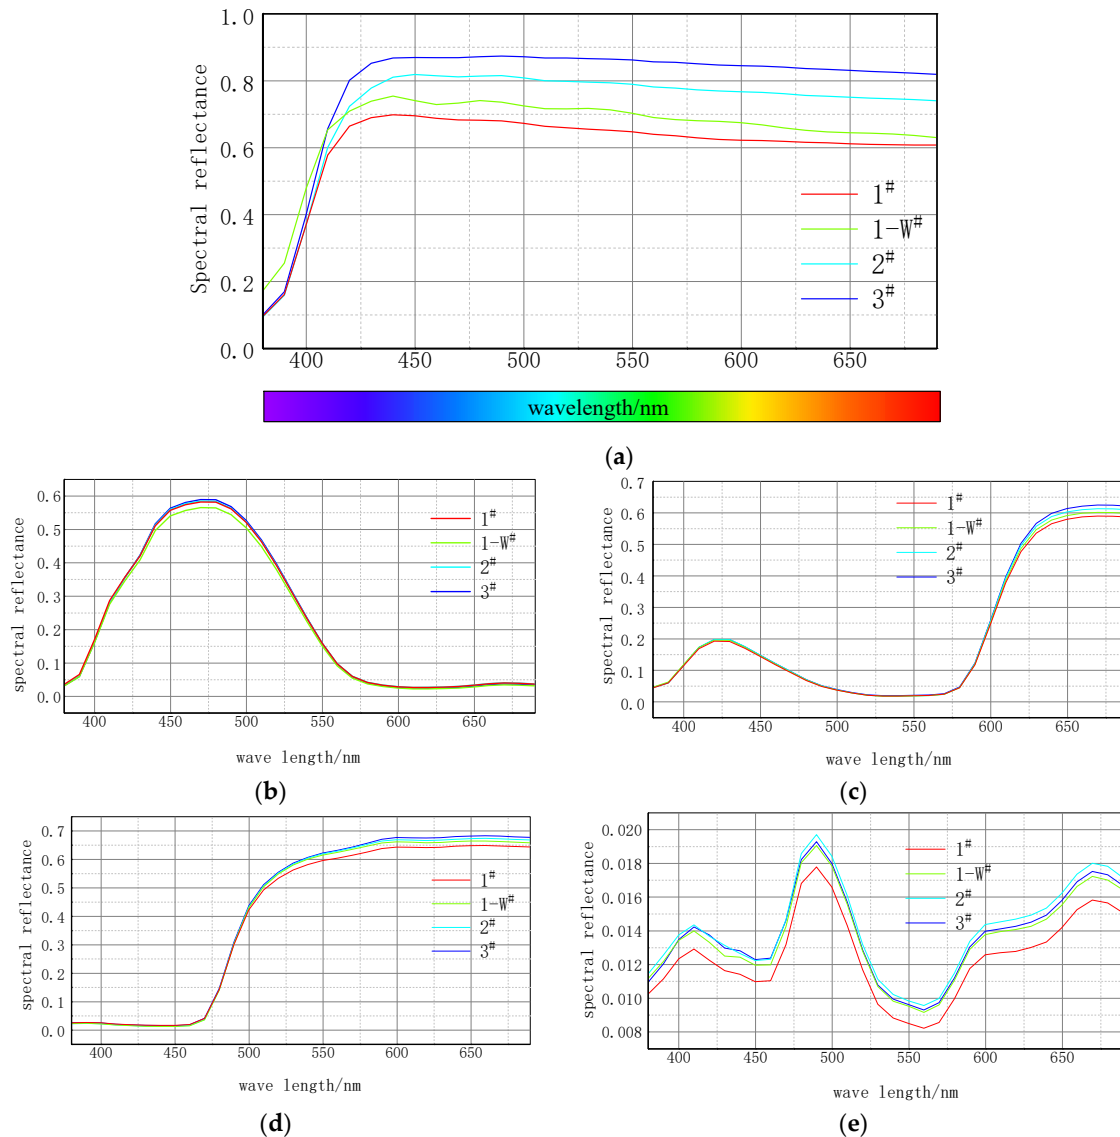 1.0
0.8
0.6
0.4
0.2
0.0
Spectral reflectance
1#
1-W#
2#
3#
400 450 500 550 600 650
wavelength/nm
(a)
0.6
0.5
0.4
0.3
0.2
0.1
0.0
spectral reflectance
1#
1-W#
2#
3#
400 450 500 550 600 650
wave length/nm
(b)
0.7
0.6
0.5
0.4
0.3
0.2
0.1
0.0
spectral reflectance
1#
1-W#
2#
3#
400 450 500 550 600 650
wave length/nm
(c)
0.7
0.6
0.5
0.4
0.3
0.2
0.1
0.0
spectral reflectance
1#
1-W#
2#
3#
400 450 500 550 600 650
wave length/nm
(d)
0.020
0.018
0.016
0.014
0.012
0.010
0.008
spectral reflectance
1#
1-W#
2#
3#
400 450 500 550 600 650
wave length/nm
(e)